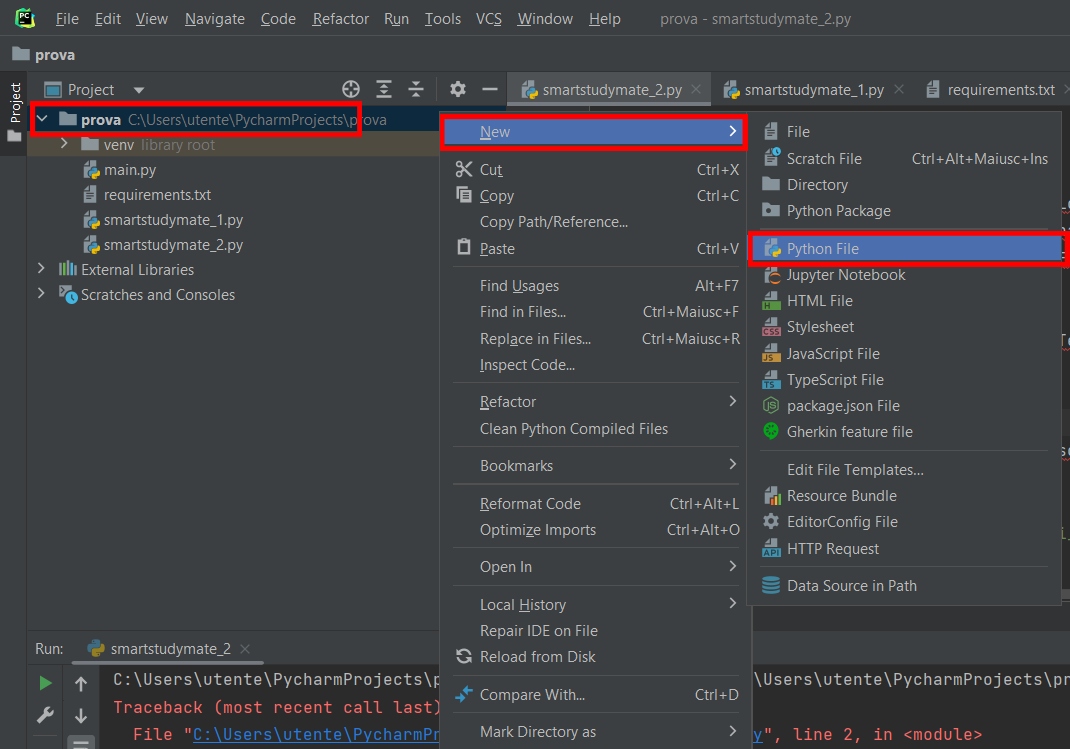 PC
File Edit View Navigate Code Refactor Run Tools VCS Window Help prova - smartstudymate_2.py
prova
Project
Project
smartstudymate_2.py
smartstudymate_1.py
requirements.txt
prova C:\Users\utente\PycharmProjects\prova
venv library root
main.py
requirements.txt
smartstudymate_1.py
smartstudymate_2.py
External Libraries
Scratches and Consoles
New
Cut Ctrl+X
Copy Ctrl+C
Copy Path/Reference...
Paste Ctrl+V
Find Usages Alt+F7
Find in Files... Ctrl+Maiusc+F
Replace in Files... Ctrl+Maiusc+R
Inspect Code...
Refactor
Clean Python Compiled Files
Bookmarks
Reformat Code Ctrl+Alt+L
Optimize Imports Ctrl+Alt+O
Open In
Local History
Repair IDE on File
Reload from Disk
Compare With... Ctrl+D
Mark Directory as
File
Scratch File Ctrl+Alt+Maiusc+Ins
Directory
Python Package
Python File
Jupyter Notebook
HTML File
Stylesheet
JavaScript File
TypeScript File
package.json File
Gherkin feature file
Edit File Templates...
Resource Bundle
EditorConfig File
HTTP Request
Data Source in Path
Run: smartstudymate_2
C:\Users\utente\PycharmProjects\p \Users\utente\PycharmProjects\pr
Traceback (most recent call last)
File "C:\Users\utente\PycharmPr y", line 2, in <module>